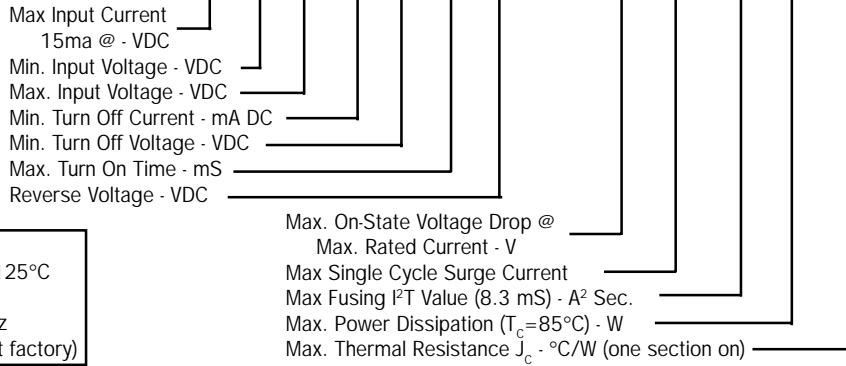 Max Input Current
15ma @ - VDC
Min. Input Voltage - VDC
Max. Input Voltage - VDC
Min. Turn Off Current - mA DC
Min. Turn Off Voltage - VDC
Max. Turn On Time - mS
Reverse Voltage - VDC
Max. On-State Voltage Drop @
Max. Rated Current - V
Max Single Cycle Surge Current
Max Fusing I²T Value (8.3 mS) - A² Sec.
Max. Power Dissipation (Tc=85°C) - W
Max. Thermal Resistance Jc - °C/W (one section on)
25°C
z
t factory)